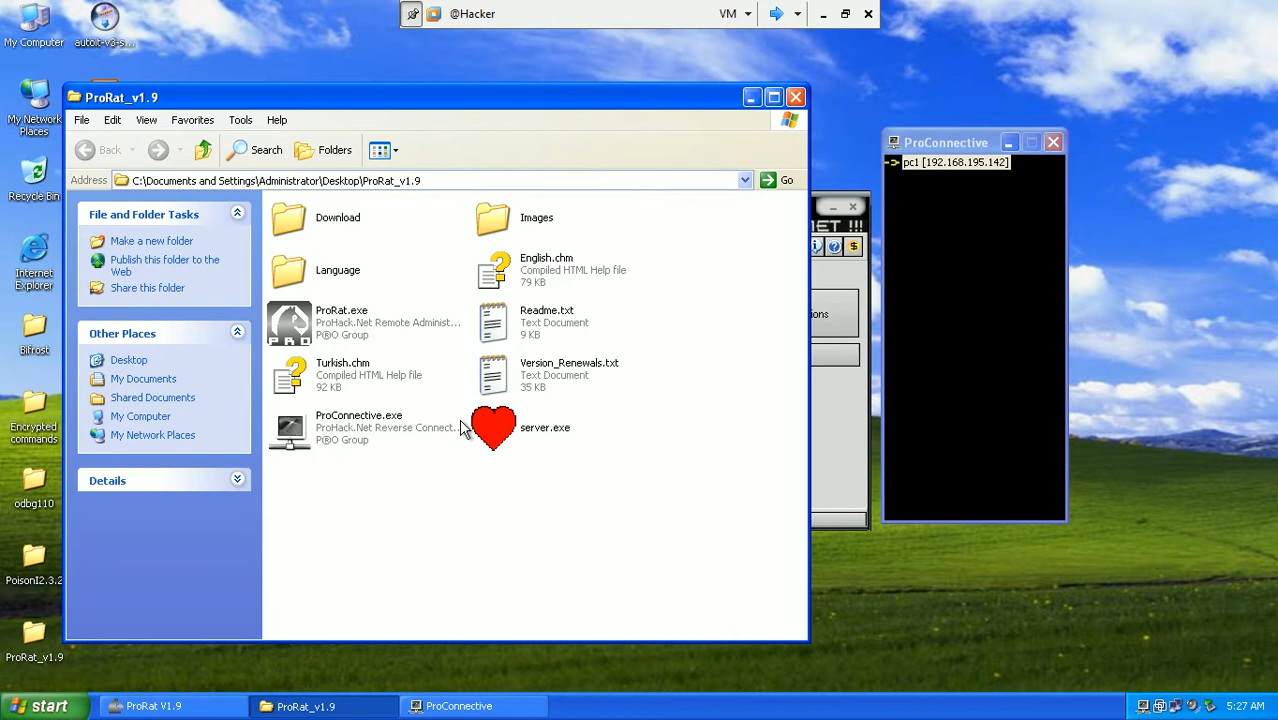 @Hacker
VM
My Computer
autoit-v3-s...
My Network
Places
Recycle Bin
Internet
Explorer
Bifrost
Encrypted
commands
odbg110
PoisonI2.3.2
ProRat_v1.9
ProRat_v1.9
File Edit View Favorites Tools Help
Back Search Folders
Address C:\Documents and Settings\Administrator\Desktop\ProRat_v1.9 Go
File and Folder Tasks
Make a new folder
Publish this folder to the
Web
Share this folder
Other Places
Desktop
My Documents
Shared Documents
My Computer
My Network Places
Details
Download
Images
Language
English.chm
Compiled HTML Help file
79 KB
ProRat.exe
ProHack.Net Remote Administ...
P®O Group
PRO
Readme.txt
Text Document
9 KB
Turkish.chm
Compiled HTML Help file
92 KB
Version_Renewals.txt
Text Document
35 KB
ProConnective.exe
ProHack.Net Reverse Connect...
P®O Group
server.exe
NET !!!
ions
ProConnective
pc1 [192.168.195.142]
start
ProRat V1.9
ProRat_v1.9
ProConnective
5:27 AM